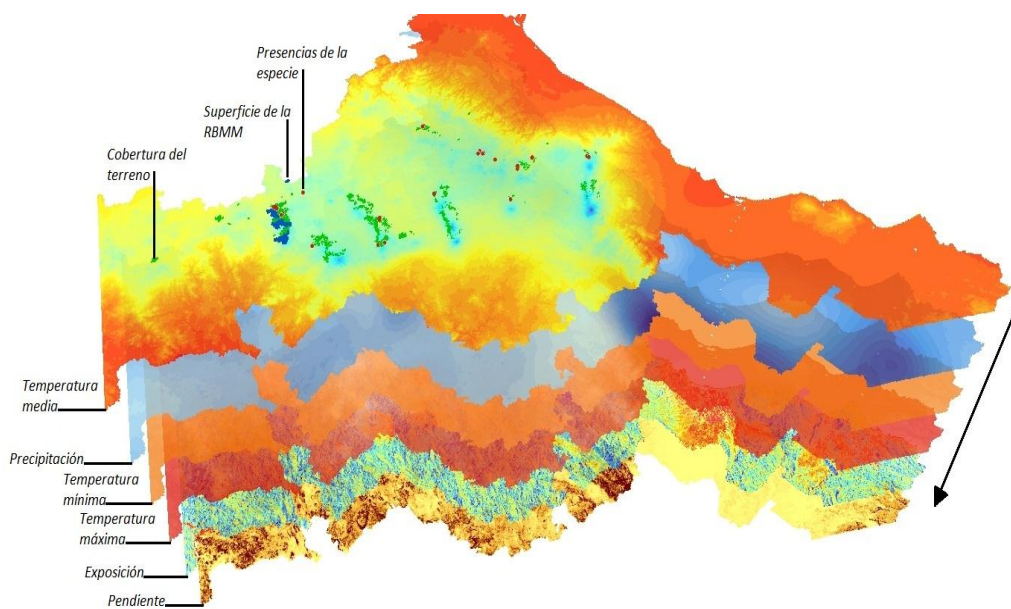 Presencias de la
especie
Superficie de la
RBMM
Cobertura del
terreno
Temperatura
media
Precipitación
Temperatura
mínima
Temperatura
máxima
Exposición
Pendiente